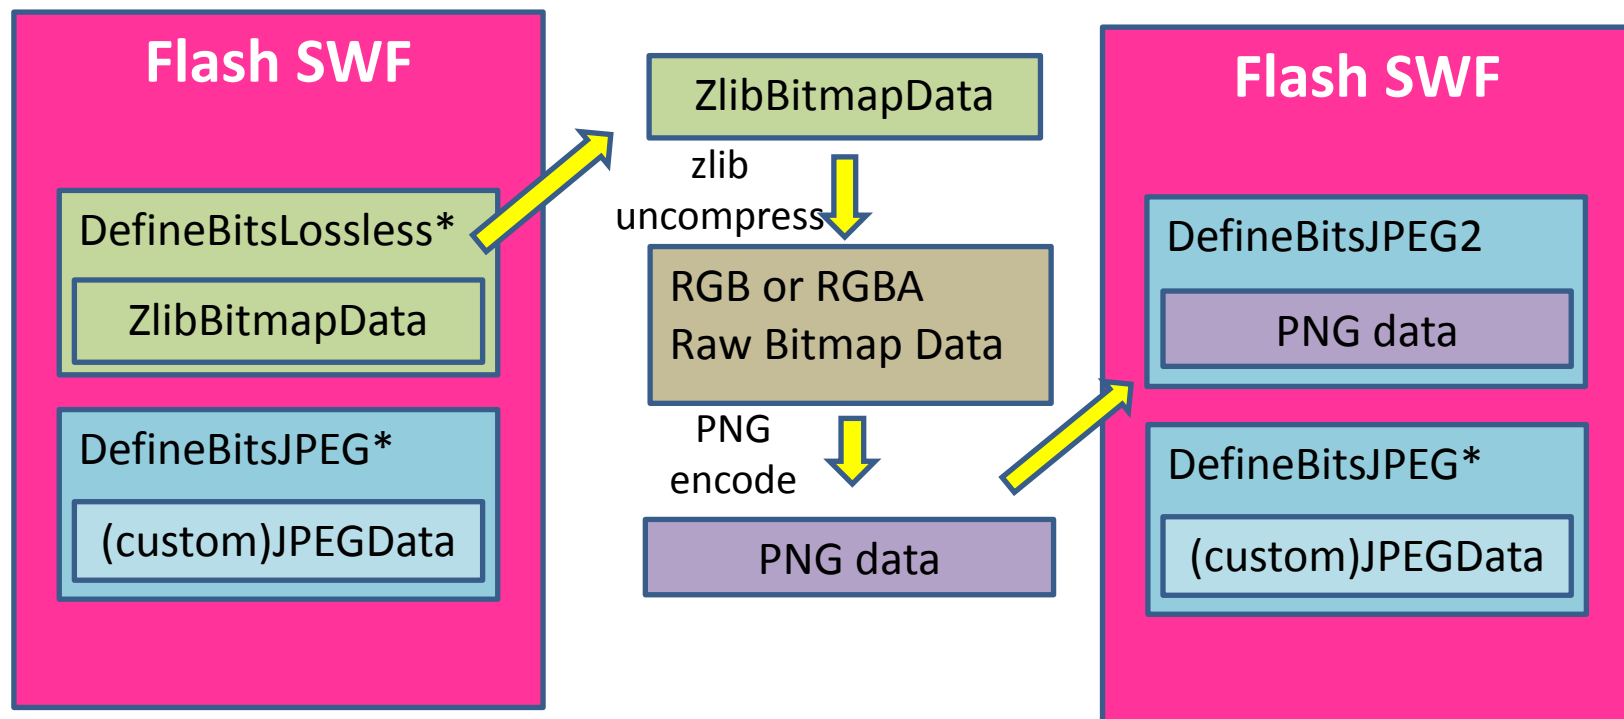 Flash SWF
DefineBitsLossless*
ZlibBitmapData
DefineBitsJPEG*
(custom)JPEGData
ZlibBitmapData
zlib
uncompress
RGB or RGBA
Raw Bitmap Data
PNG
encode
PNG data
Flash SWF
DefineBitsJPEG2
PNG data
DefineBitsJPEG*
(custom)JPEGData